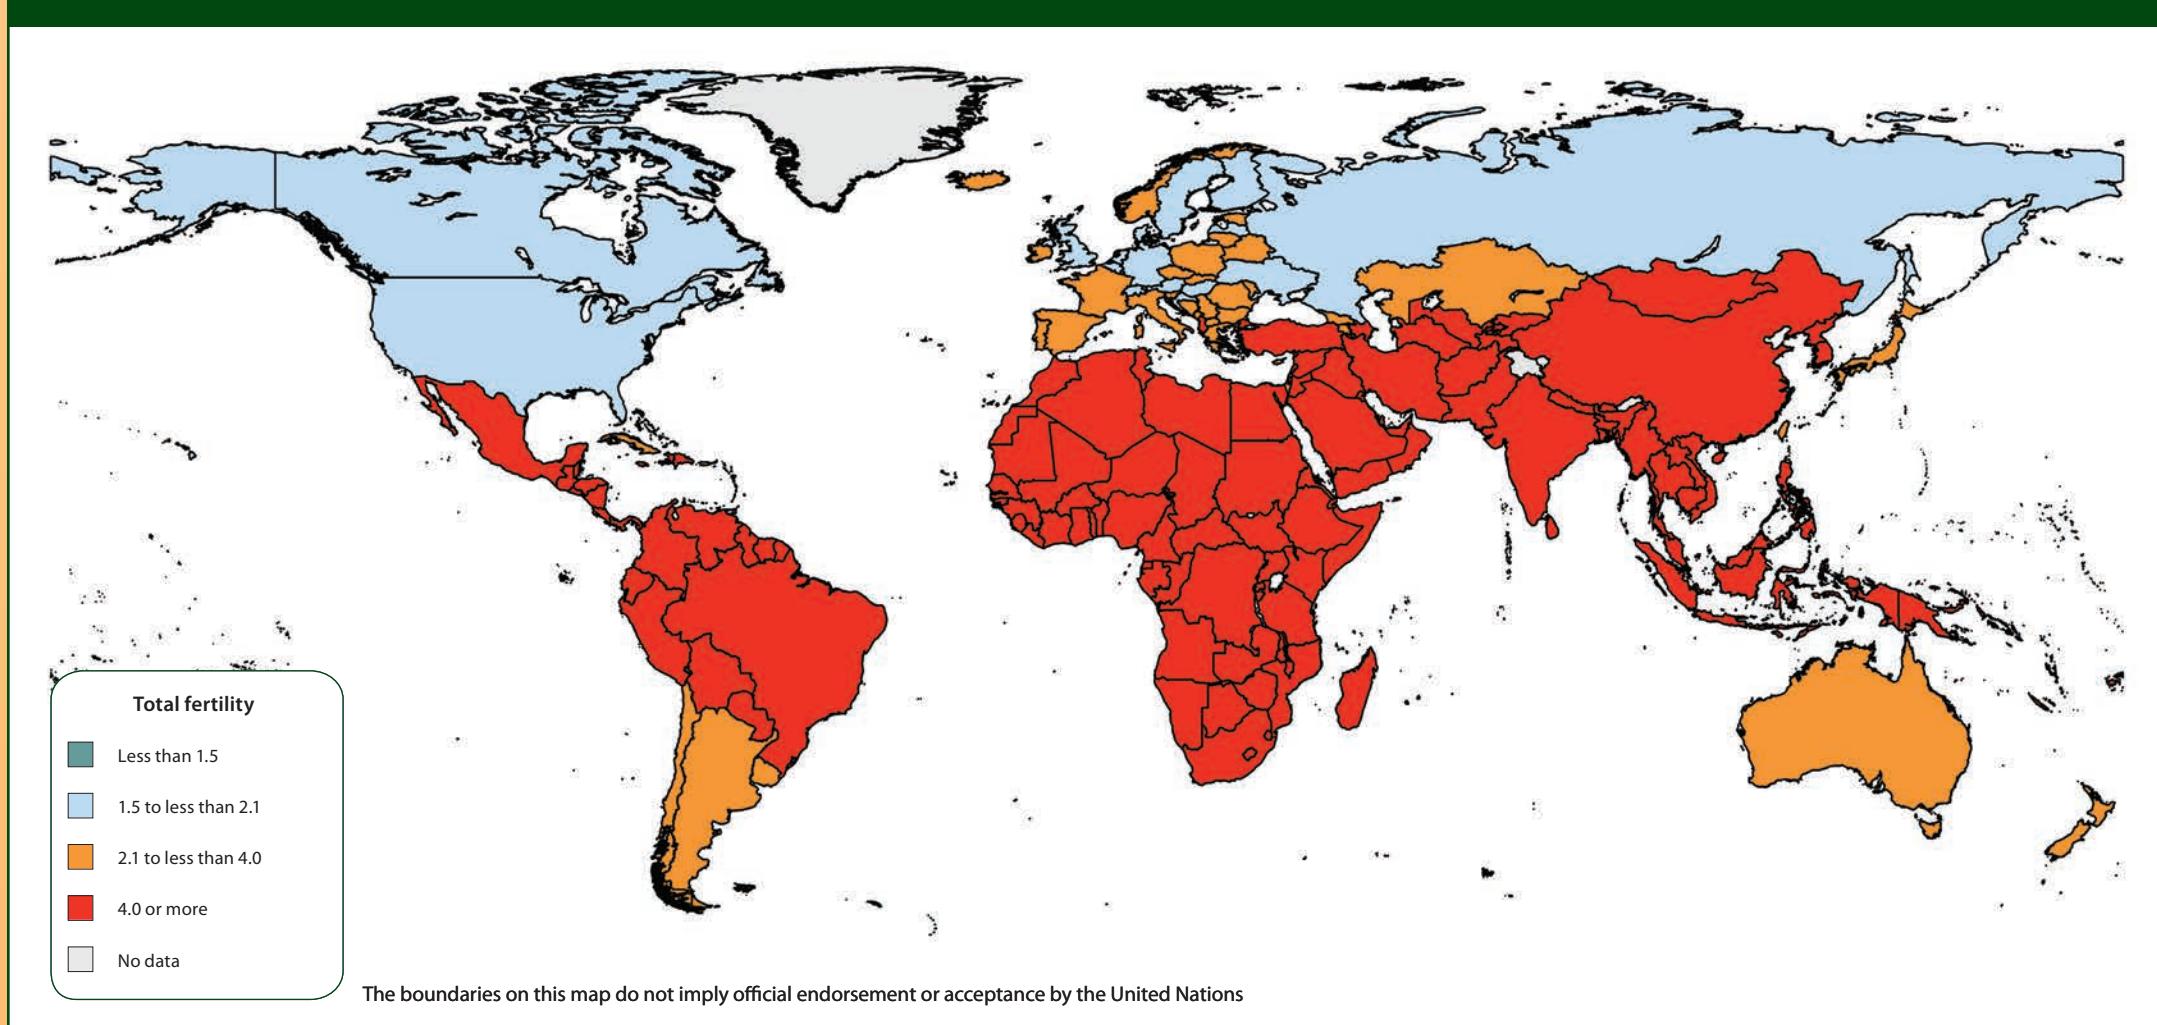 Total fertility
Less than 1.5
1.5 to less than 2.1
2.1 to less than 4.0
4.0 or more
No data
The boundaries on this map do not imply official endorsement or acceptance by the United Nations